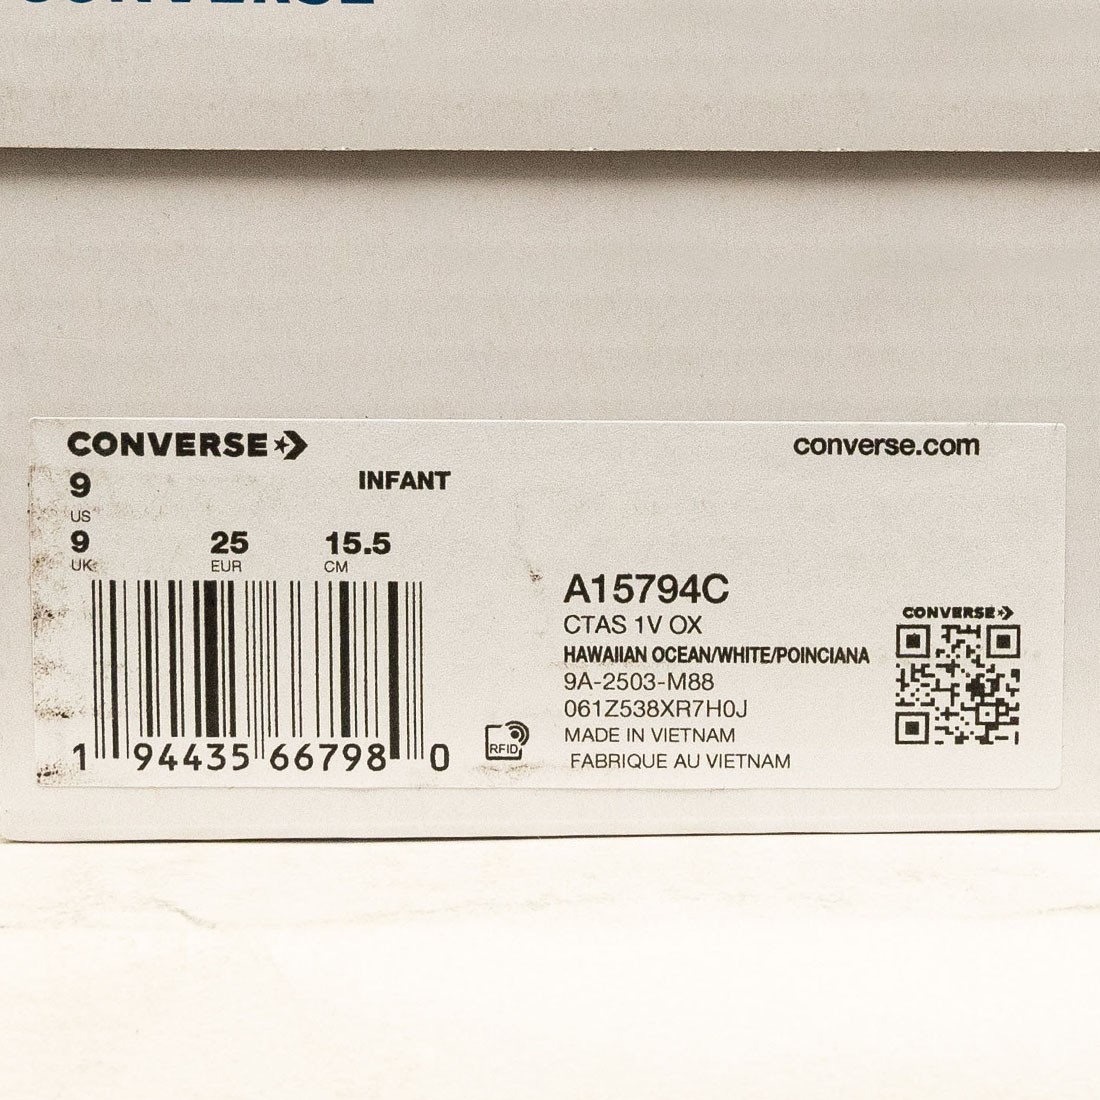 CONVERSE
CONVERSE
converse.com
9
INFANT
US
9 25 15.5
UK EUR CM
A15794C
CTAS 1V OX
HAWAIIAN OCEAN/WHITE/POINCIANA
9A-2503-M88
061Z538XR7H0J
MADE IN VIETNAM
FABRIQUE AU VIETNAM
1 94435 66798 0
RFID
CONVERSE